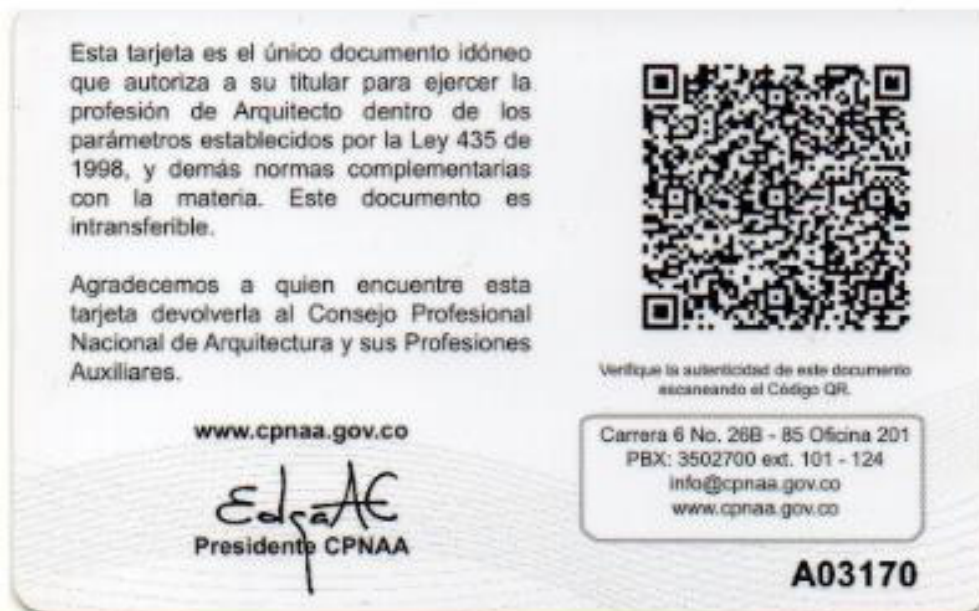 Esta tarjeta es el único documento idóneo
que autoriza a su titular para ejercer la
profesión de Arquitecto dentro de los
parámetros establecidos por la Ley 435 de
1998, y demás normas complementarias
con la materia. Este documento es
intransferible.
Agradecemos a quien encuentre esta
tarjeta devolverla al Consejo Profesional
Nacional de Arquitectura y sus Profesiones
Auxiliares.
www.cpnaa.gov.co
EdgaAE
Presidente CPNAA
Verifique la autenticidad de este documento
escaneando el Código QR.
Carrera 6 No. 26B - 85 Oficina 201
PBX: 3502700 ext. 101 - 124
info@cpnaa.gov.co
www.cpnaa.gov.co
A03170